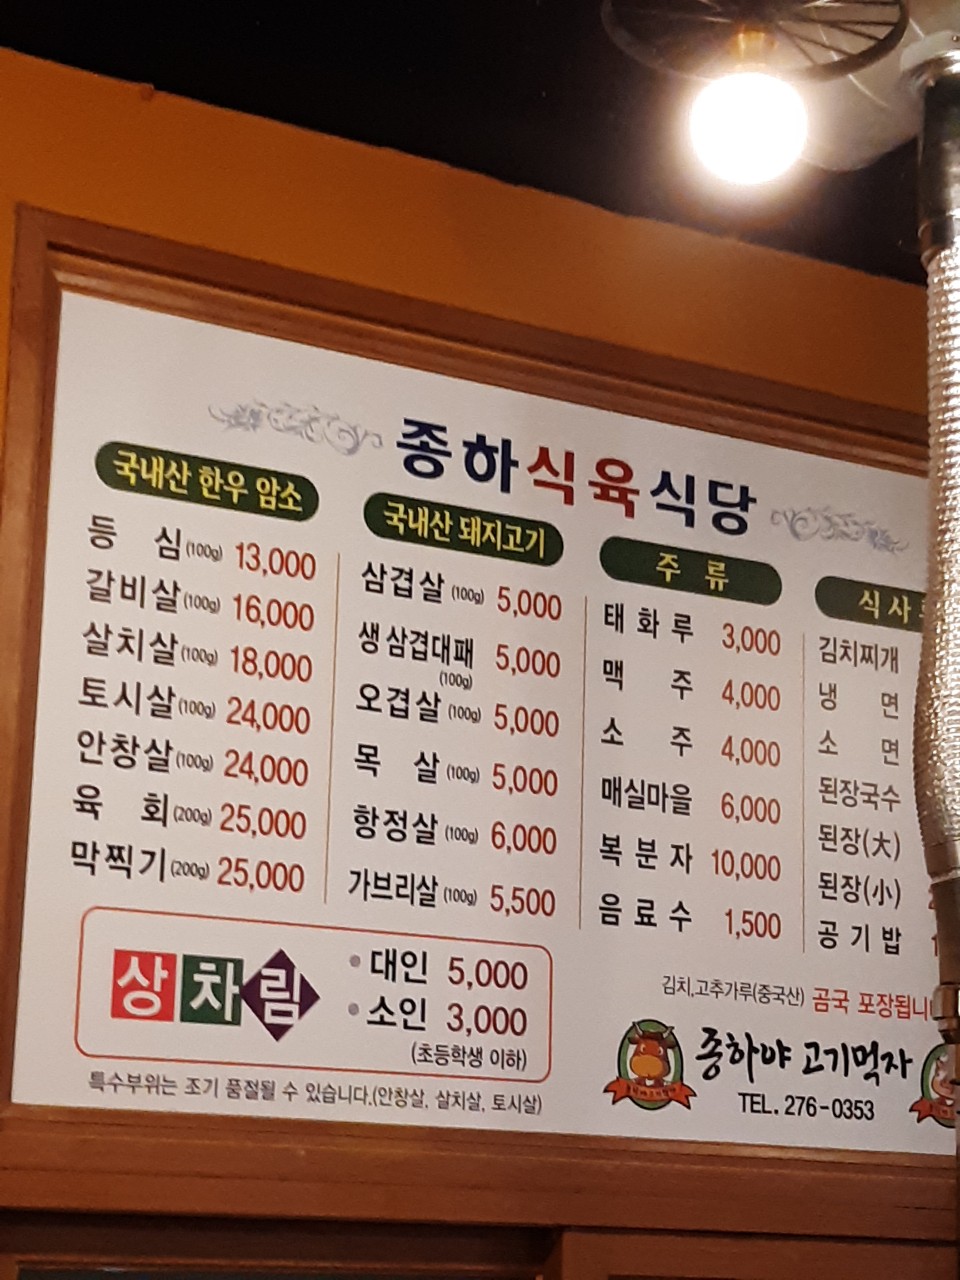 종하식육식당
국내산 한우 암소
등 심(100g) 13,000
갈비살(100g) 16,000
살치살(100g) 18,000
토시살(100g) 24,000
안창살(100g) 24,000
육 회(200g) 25,000
막찍기(200g) 25,000
국내산 돼지고기
삼겹살(100g) 5,000
생삼겹대패 5,000
(100g)
오겹살(100g) 5,000
목 살(100g) 5,000
항정살(100g) 6,000
가브리살(100g) 5,500
주 류
태 화 루 3,000
맥 주 4,000
소 주 4,000
매실마을 6,000
복 분 자 10,000
음 료 수 1,500
식 사
김치찌개
냉 면
소 면
된장국수
된장(大)
된장(小)
공 기 밥
상차림
• 대인 5,000
• 소인 3,000
(초등학생 이하)
특수부위는 조기 품절될 수 있습니다.(안창살, 살치살, 토시살)
김치,고추가루(중국산) 곰국 포장됩니
종하야 고기먹자
TEL. 276-0353